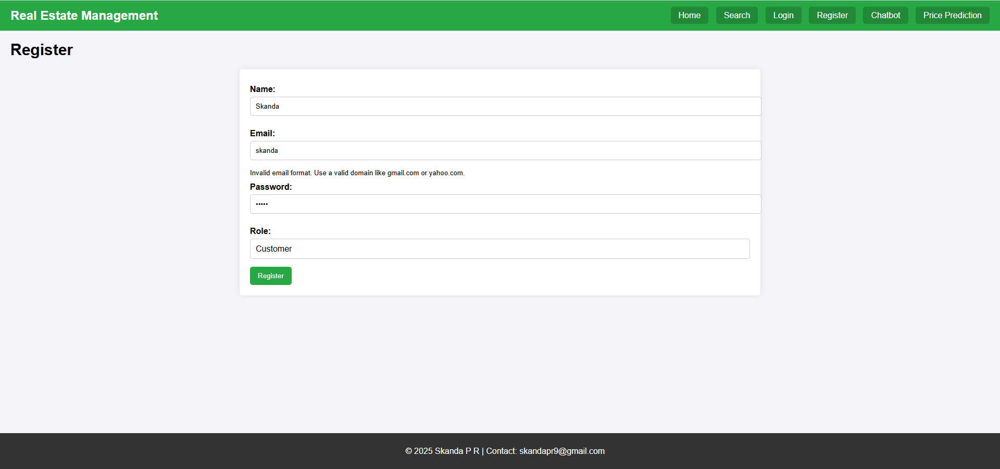 Real Estate Management
Home Search Login Register Chatbot Price Prediction
Register
Name:
Skanda
Email:
skanda
Invalid email format. Use a valid domain like gmail.com or yahoo.com.
Password:
•••••
Role:
Customer
Register
© 2025 Skanda P R | Contact: skandapr9@gmail.com